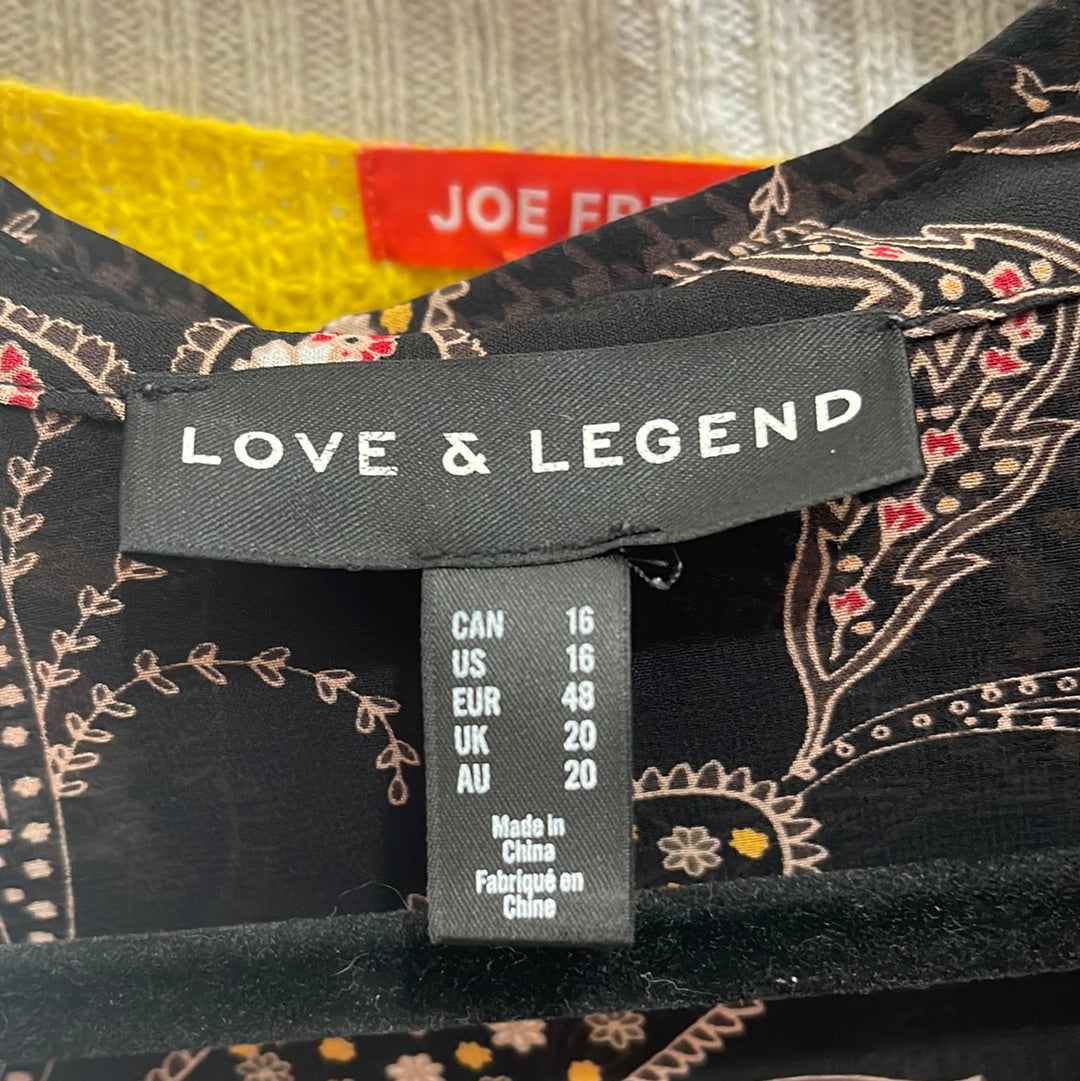 JOE
LOVE & LEGEND
CAN 16
US 16
EUR 48
UK 20
AU 20
Made in
China
Fabriqué en
Chine